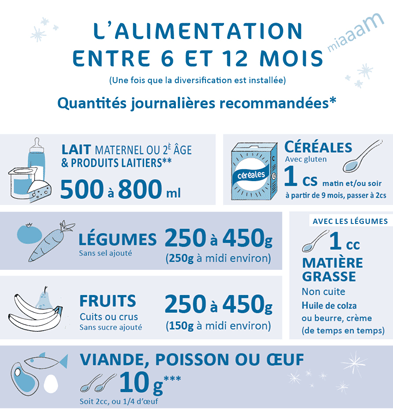 L'ALIMENTATION
ENTRE 6 ET 12 MOIS
miaaam
(Une fois que la diversification est installée)
Quantités journalières recommandées*
LAIT MATERNEL OU 2È ÂGE
& PRODUITS LAITIERS**
500 à 800 ml
CÉRÉALES
Avec gluten
céréales
1 cs matin et/ou soir
à partir de 9 mois, passer à 2cs
LÉGUMES 250 à 450g
Sans sel ajouté (250g à midi environ)
AVEC LES LÉGUMES
1 cc
MATIÈRE
GRASSE
Non cuite
Huile de colza
ou beurre, crème
(de temps en temps)
FRUITS 250 à 450g
Cuits ou crus
Sans sucre ajouté (150g à midi environ)
VIANDE, POISSON OU ŒUF
10 g***
Soit 2cc, ou 1/4 d'œuf